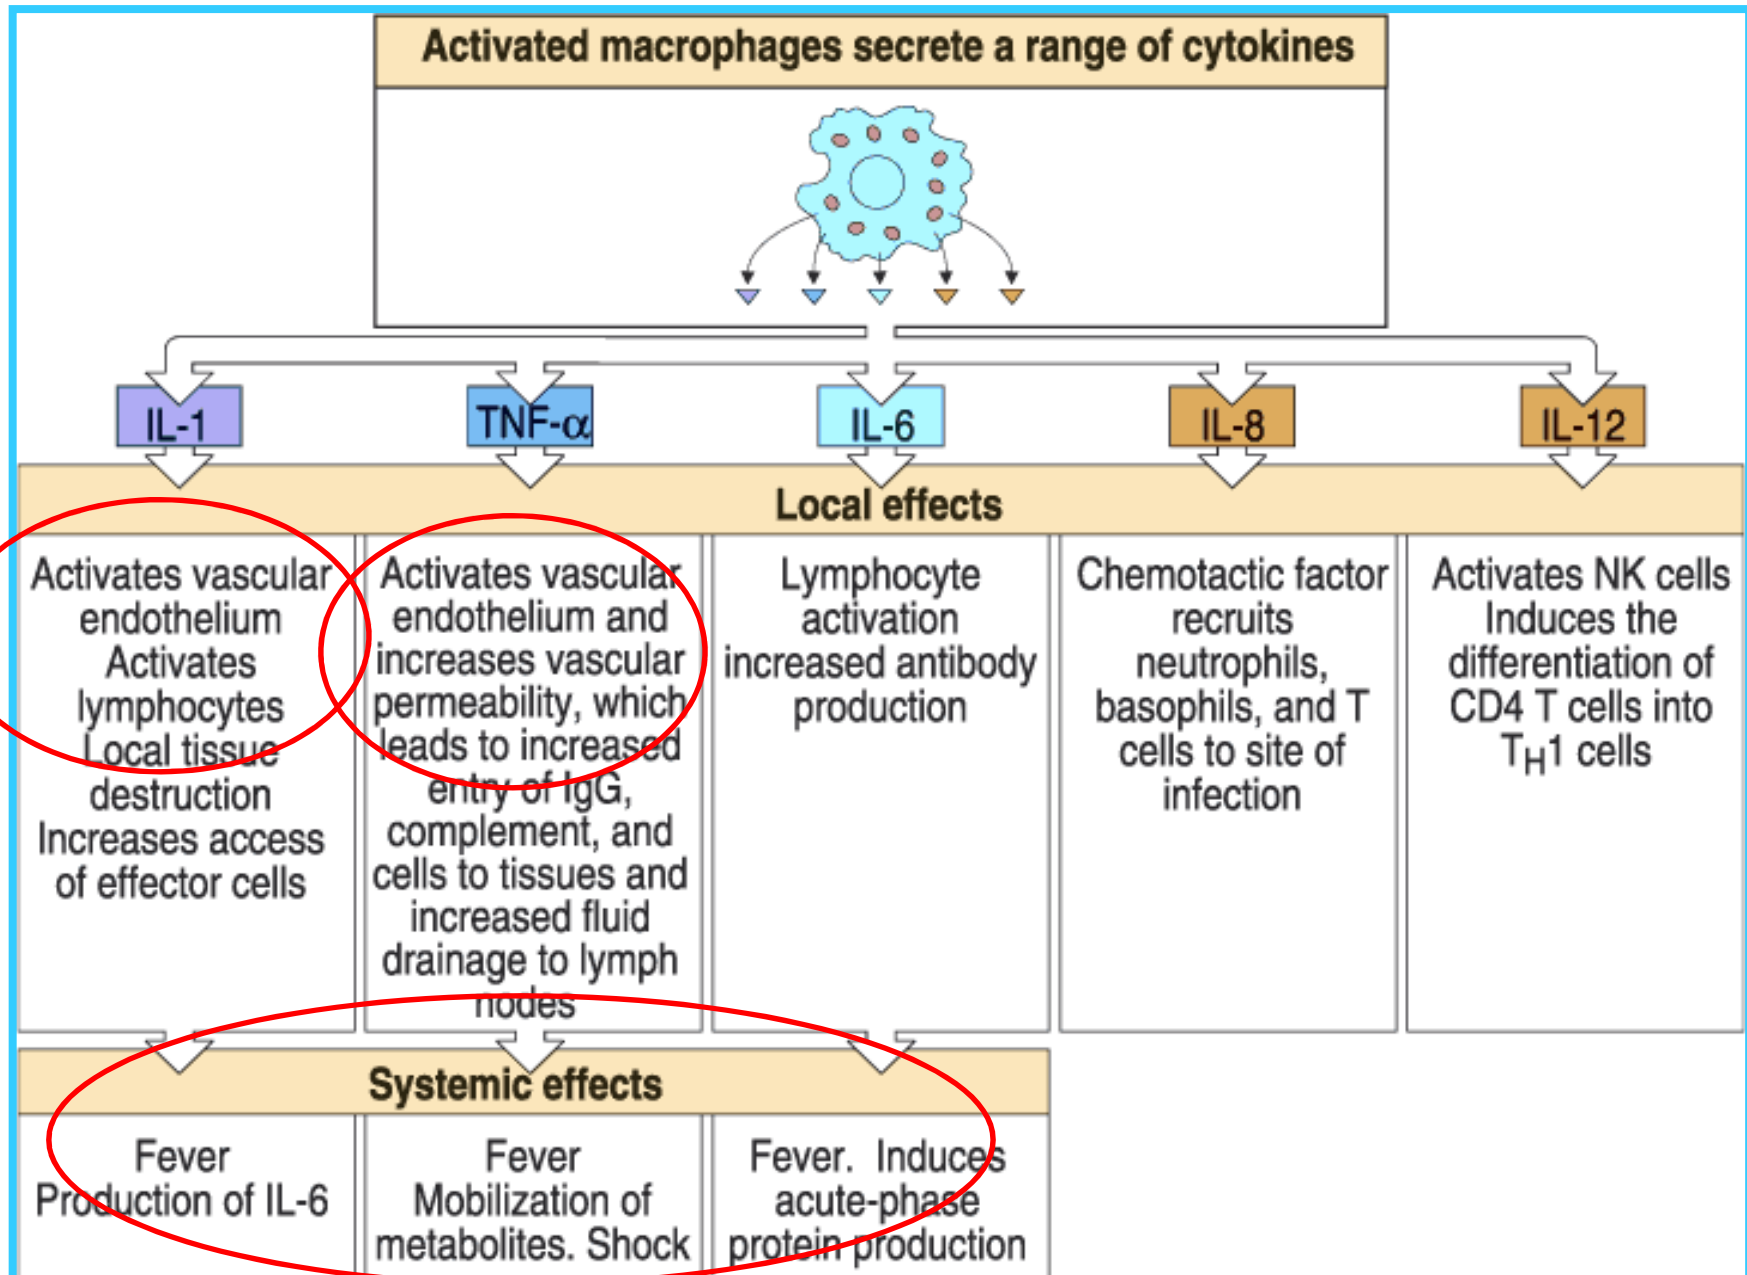 Activated macrophages secrete a range of cytokines
IL-1
TNF-α
IL-6
IL-8
IL-12
Local effects
Activates vascular
endothelium
Activates
lymphocytes
Local tissue
destruction
Increases access
of effector cells
Activates vascular
endothelium and
increases vascular
permeability, which
leads to increased
entry of IgG,
complement, and
cells to tissues and
increased fluid
drainage to lymph
nodes
Lymphocyte
activation
increased antibody
production
Chemotactic factor
recruits
neutrophils,
basophils, and T
cells to site of
infection
Activates NK cells
Induces the
differentiation of
CD4 T cells into
TH1 cells
Systemic effects
Fever
Production of IL-6
Fever
Mobilization of
metabolites. Shock
Fever. Induces
acute-phase
protein production